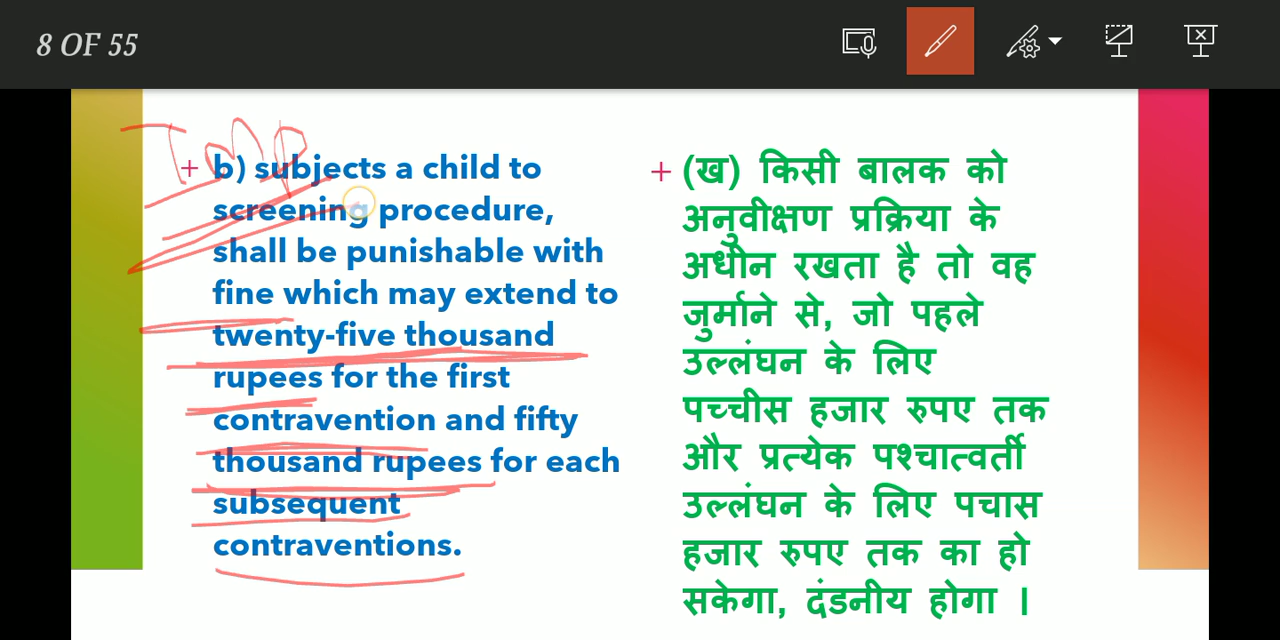 8 OF 55
Imp
+ b) subjects a child to
screening procedure,
shall be punishable with
fine which may extend to
twenty-five thousand
rupees for the first
contravention and fifty
thousand rupees for each
subsequent
contraventions.
+ (ख) किसी बालक को
अनुवीक्षण प्रक्रिया के
अधीन रखता है तो वह
जुर्माने से, जो पहले
उल्लंघन के लिए
पच्चीस हजार रुपए तक
और प्रत्येक पश्चात्वर्ती
उल्लंघन के लिए पचास
हजार रुपए तक का हो
सकेगा, दंडनीय होगा ।